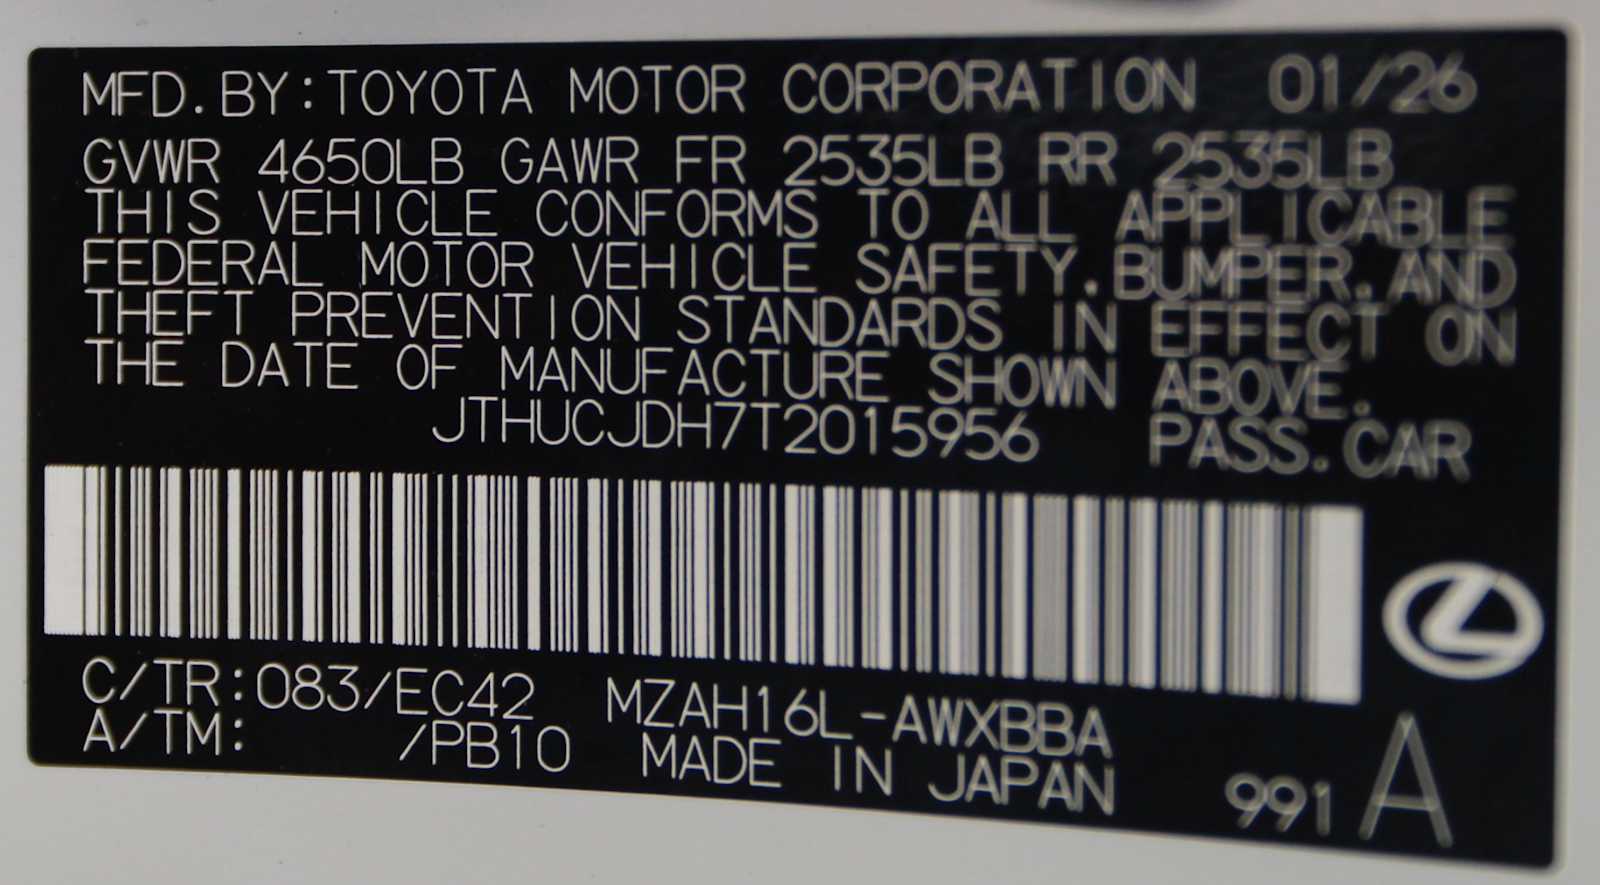 MFD. BY: TOYOTA MOTOR CORPORATION 01/26
GVWR 4650LB GAWR FR 2535LB RR 2535LB
THIS VEHICLE CONFORMS TO ALL APPLICABLE
FEDERAL MOTOR VEHICLE SAFETY. BUMPER. AND
THEFT PREVENTION STANDARDS IN EFFECT ON
THE DATE OF MANUFACTURE SHOWN ABOVE.
JTHUCJDH7T2015956 PASS. CAR
C/TR:083/EC42 MZAH16L-AWXBBA
A/TM: /PB10 MADE IN JAPAN 991 A